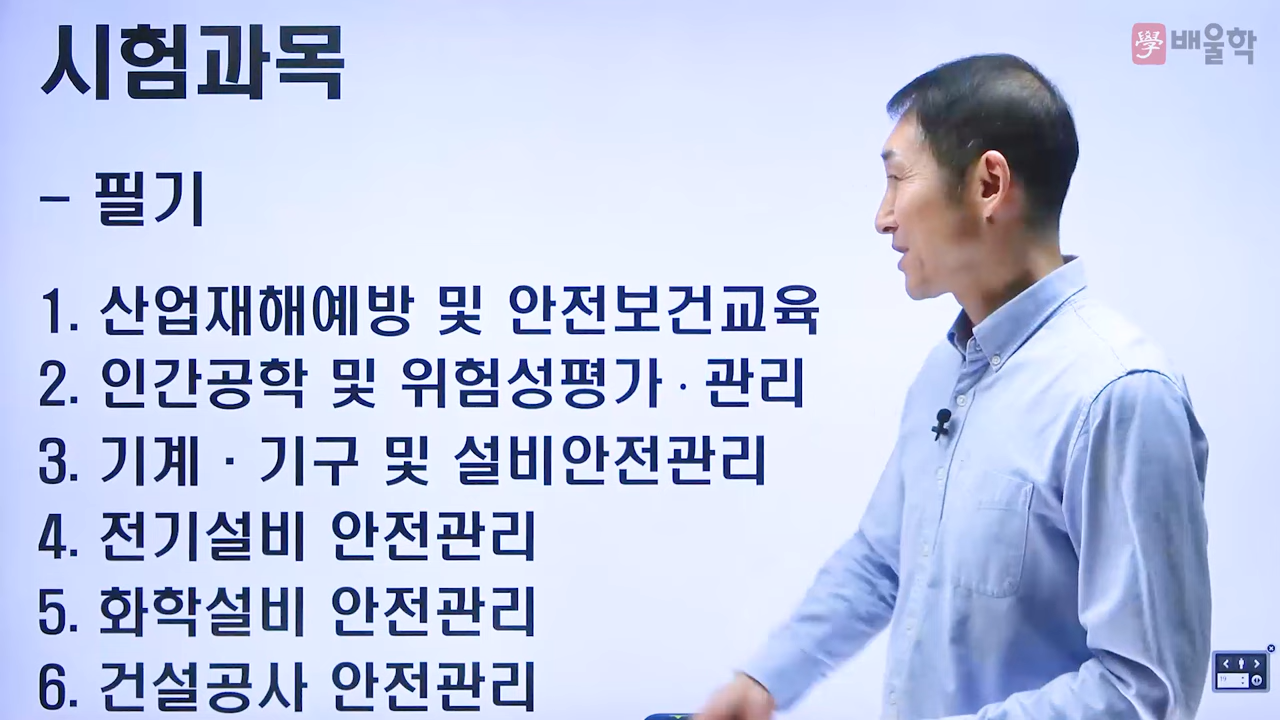 시험과목
學 배울학
- 필기
1. 산업재해예방 및 안전보건교육
2. 인간공학 및 위험성평가 · 관리
3. 기계 · 기구 및 설비안전관리
4. 전기설비 안전관리
5. 화학설비 안전관리
6. 건설공사 안전관리
19